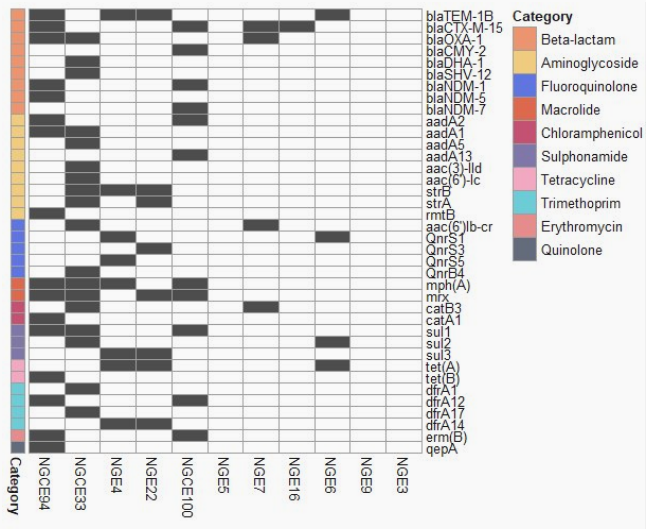 blaTEM-1B
blaCTX-M-15
blaOXA-1
blaCMY-2
blaDHA-1
blaSHV-12
blaNDM-1
blaNDM-5
blaNDM-7
aadA2
aadA1
aadA5
aadA13
aac(3)-IId
aac(6')-Ic
strB
strA
rmtB
aac(6')Ib-cr
QnrS1
QnrS3
QnrS5
QnrB4
mph(A)
mrx
catB3
catA1
sul1
sul2
sul3
tet(A)
tet(B)
dfrA1
dfrA12
dfrA17
dfrA14
erm(B)
qepA
Category
NGCE94
NGCE33
NGE4
NGE22
NGCE100
NGE5
NGE7
NGE16
NGE6
NGE9
NGE3
Category
Beta-lactam
Aminoglycoside
Fluoroquinolone
Macrolide
Chloramphenicol
Sulphonamide
Tetracycline
Trimethoprim
Erythromycin
Quinolone